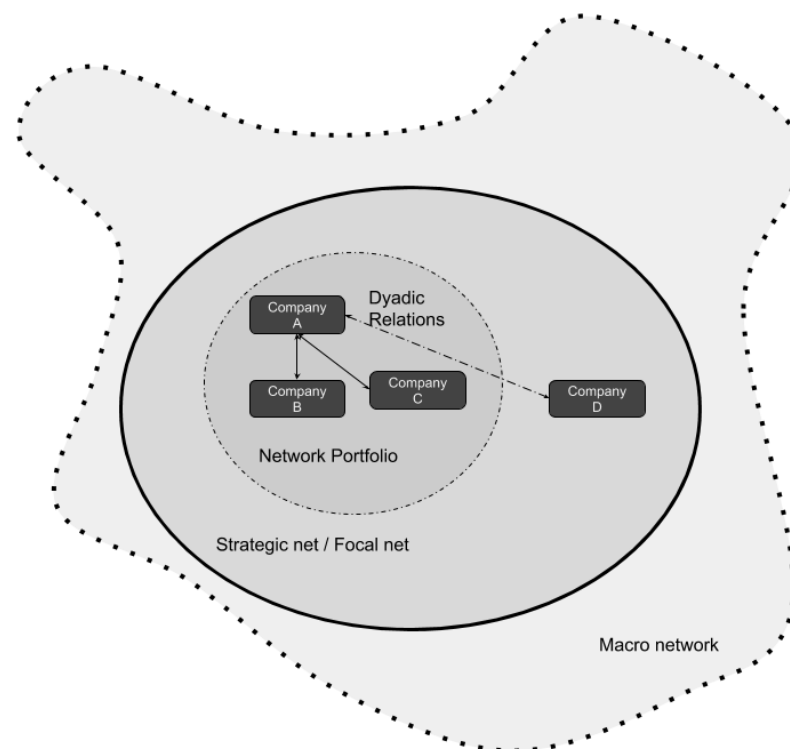 Company
A
Dyadic
Relations
Company
B
Company
C
Company
D
Network Portfolio
Strategic net / Focal net
Macro network